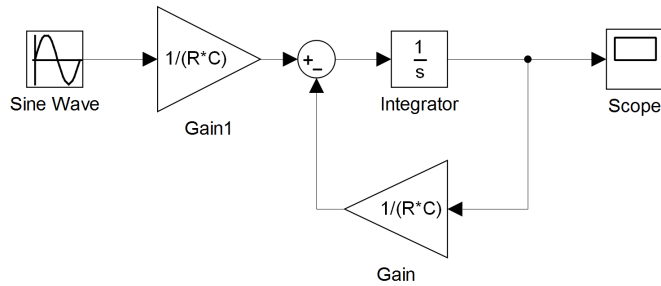 1/(R*C)
+
-
1
s
Sine Wave
Integrator
Scope
Gain1
1/(R*C)
Gain